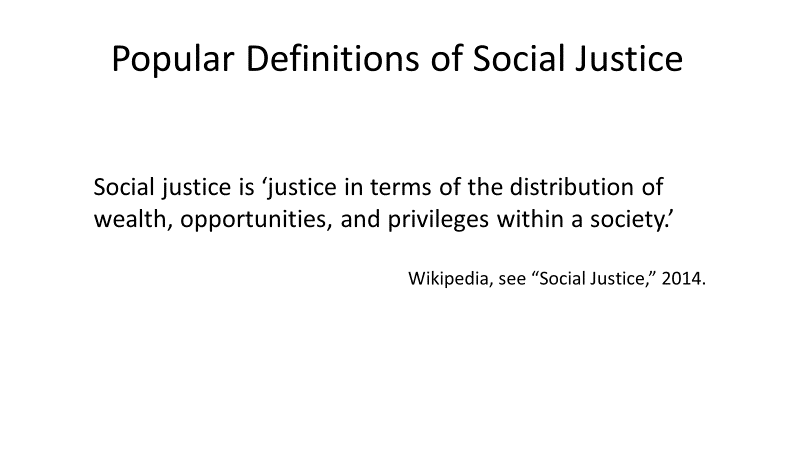 Popular Definitions of Social Justice
Social justice is ‘justice in terms of the distribution of
wealth, opportunities, and privileges within a society.’
Wikipedia, see “Social Justice,” 2014.